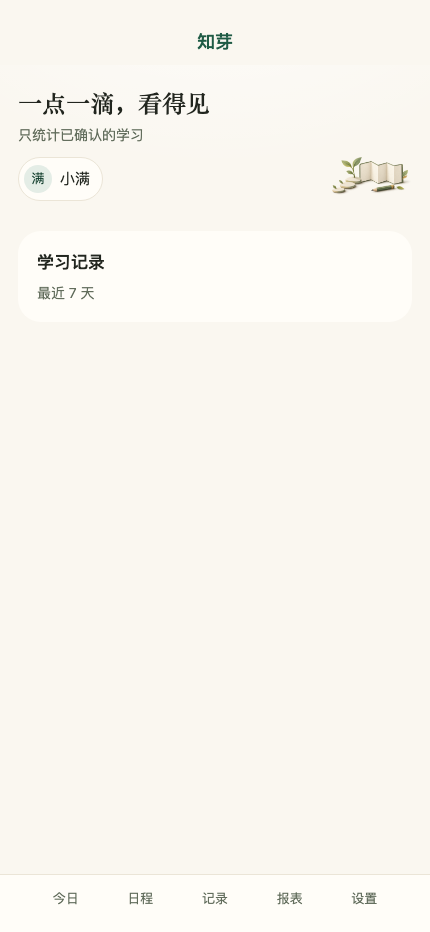 知芽
一点一滴，看得见
只统计已确认的学习
满 小满
学习记录
最近 7 天
今日 日程 记录 报表 设置